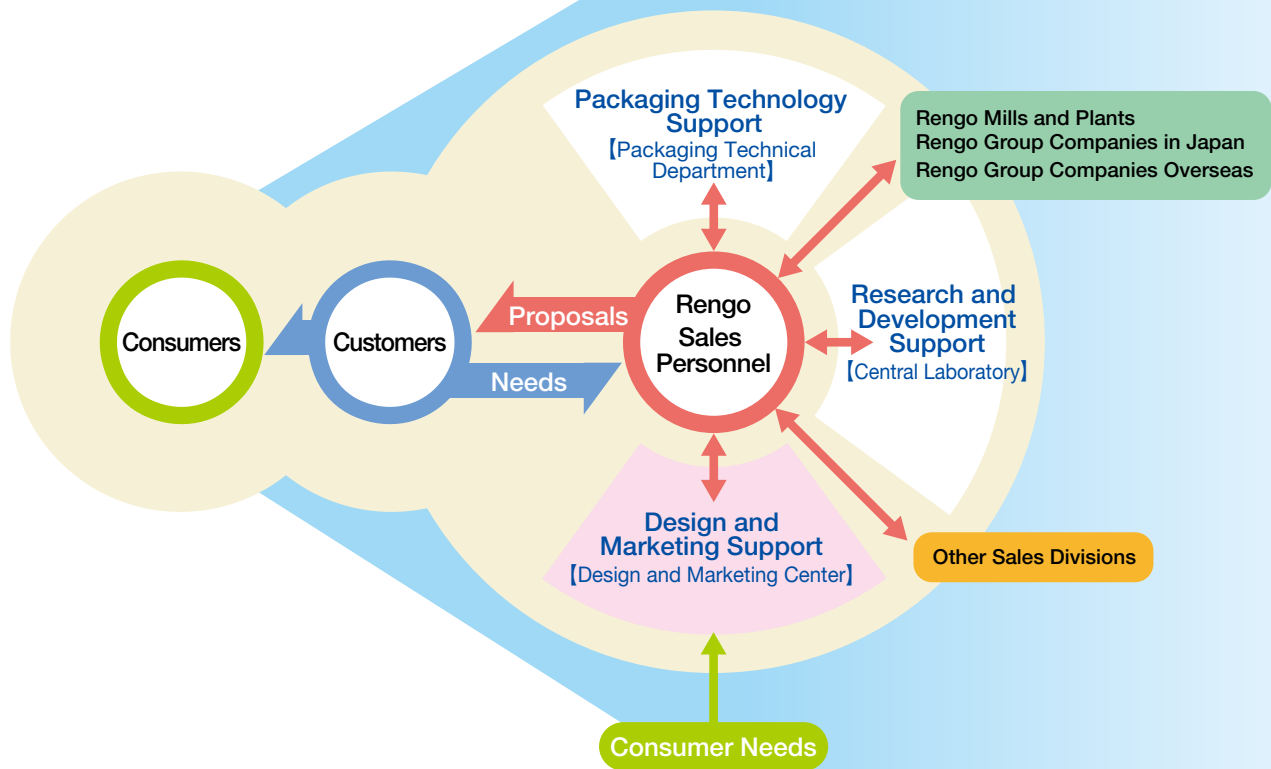 Packaging Technology
Support
【Packaging Technical
Department】
Rengo Mills and Plants
Rengo Group Companies in Japan
Rengo Group Companies Overseas
Consumers
Customers
Proposals
Needs
Rengo
Sales
Personnel
Research and
Development
Support
【Central Laboratory】
Design and
Marketing Support
【Design and Marketing Center】
Other Sales Divisions
Consumer Needs